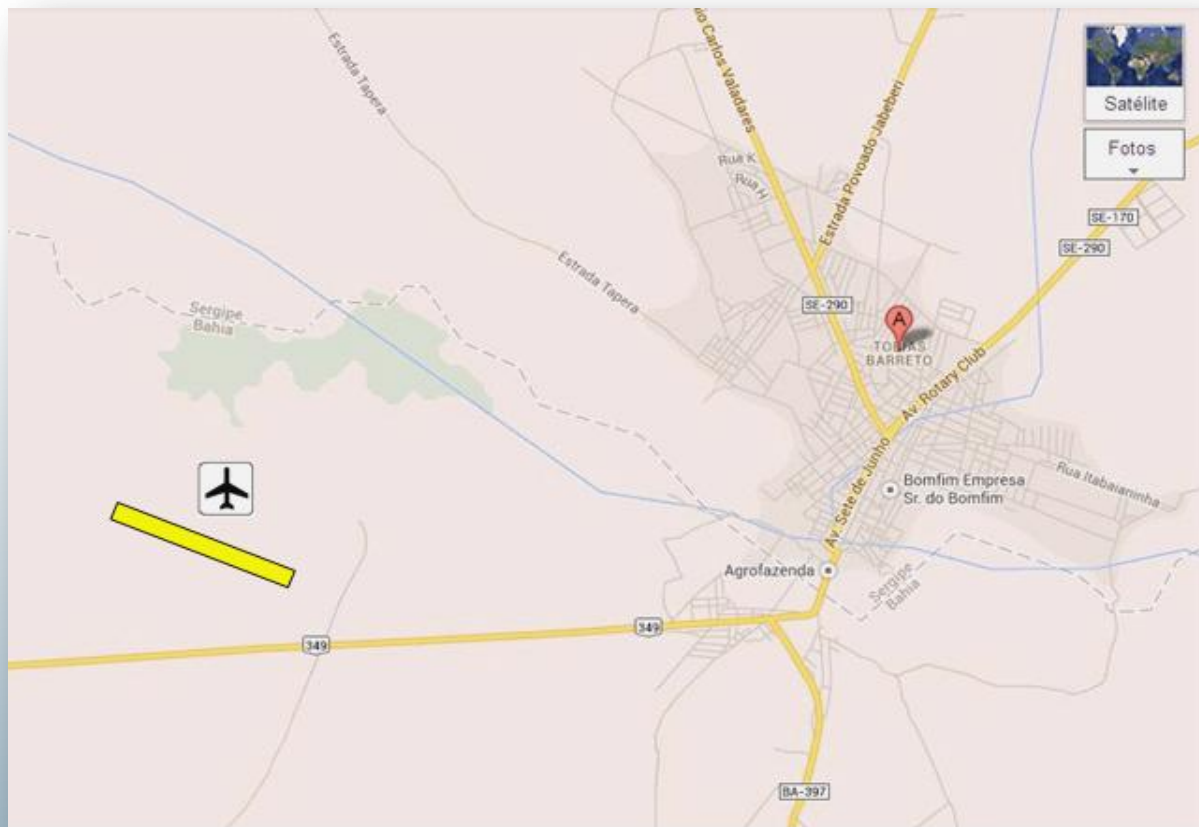 io Carlos Valadares
Estrada Tapera
Estrada Povoado Jabeberi
Satélite
Fotos
Rua K
Rua H
SE-170
SE-290
Estrada Tapera
Sergipe
Bahia
SE-290
A
TOBIAS
BARRETO
Av. Rotary Club
Av. Sete de Junho
Bomfim Empresa
Sr. do Bomfim
Rua Itabaianinha
Agrofazenda
Sergipe
Bahia
349
349
BA-397